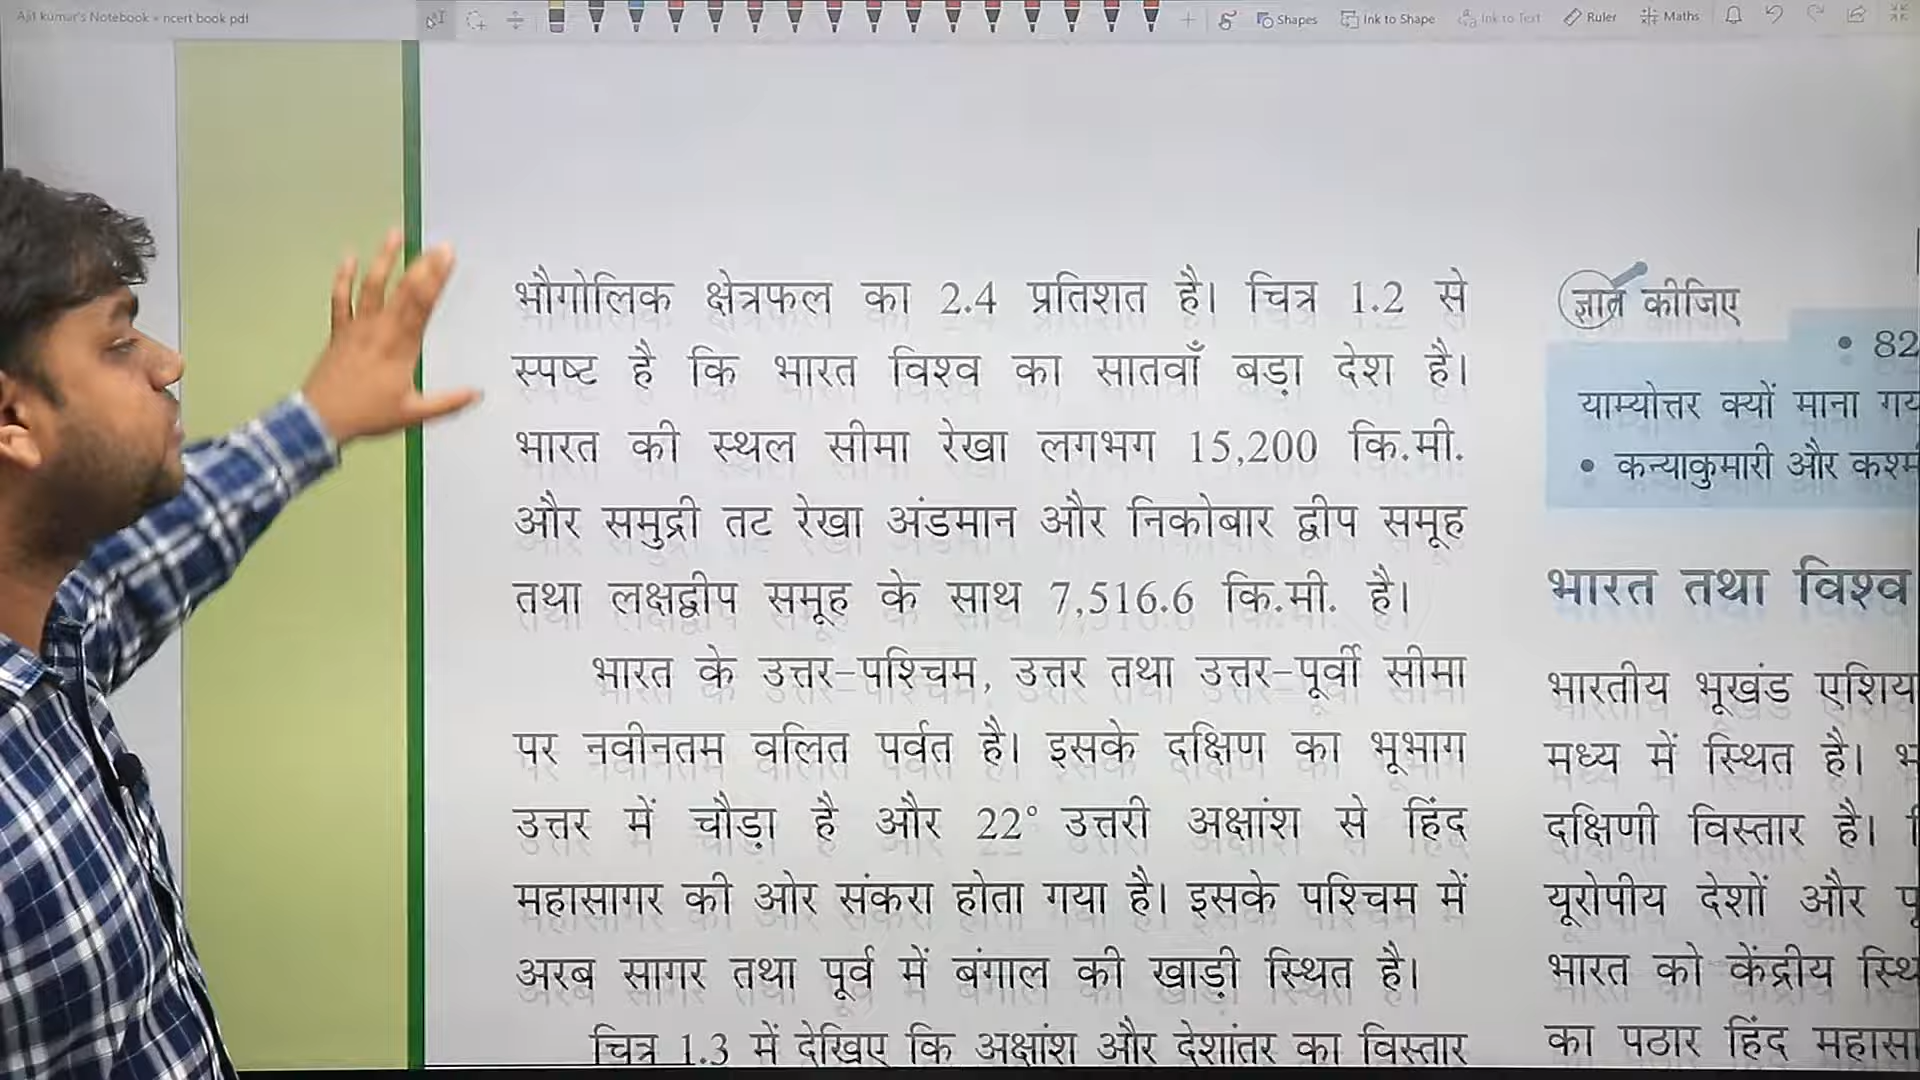 Ajit kumar's Notebook » ncert book pdf
Shapes
Ink to Shape
Ink to Text
Ruler
Maths
भौगोलिक क्षेत्रफल का 2.4 प्रतिशत है। चित्र 1.2 से
स्पष्ट है कि भारत विश्व का सातवाँ बड़ा देश है।
भारत की स्थल सीमा रेखा लगभग 15,200 कि.मी.
और समुद्री तट रेखा अंडमान और निकोबार द्वीप समूह
तथा लक्षद्वीप समूह के साथ 7,516.6 कि.मी. है।
भारत के उत्तर-पश्चिम, उत्तर तथा उत्तर-पूर्वी सीमा
पर नवीनतम वलित पर्वत है। इसके दक्षिण का भूभाग
उत्तर में चौड़ा है और 22° उत्तरी अक्षांश से हिंद
महासागर की ओर संकरा होता गया है। इसके पश्चिम में
अरब सागर तथा पूर्व में बंगाल की खाड़ी स्थित है।
चित्र 1.3 में देखिए कि अक्षांश और देशांतर का विस्तार
ज्ञात कीजिए
• 82
याम्योत्तर क्यों माना
• कन्याकुमारी और
भारत तथा विश्व
भारतीय भूखंड
मध्य में स्थित है।
दक्षिणी विस्तार है।
यूरोपीय देशों और
भारत को केंद्रीय
का पठार हिंद